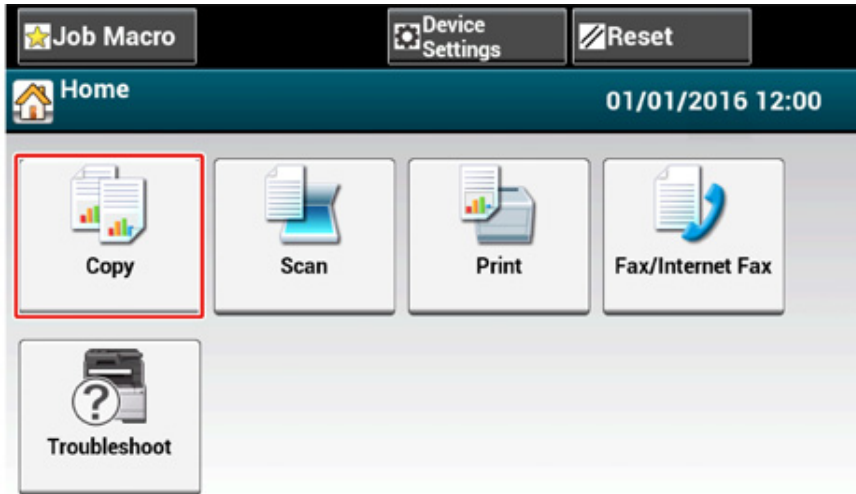 Job Macro
Device
Settings
Reset
Home
01/01/2016 12:00
Copy
Scan
Print
Fax/Internet Fax
?
Troubleshoot